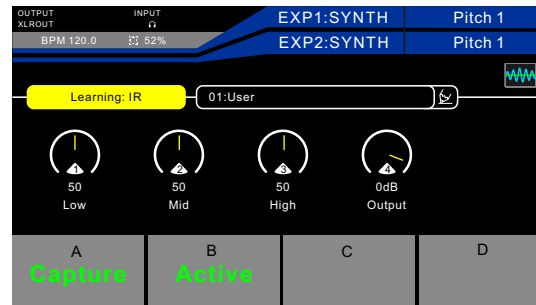 OUTPUT INPUT EXP1:SYNTH Pitch 1
XLROUT
BPM 120.0 52% EXP2:SYNTH Pitch 1
Learning: IR 01:User
1 2 3 4
50 50 50 0dB
Low Mid High Output
A B C D
Capture Active